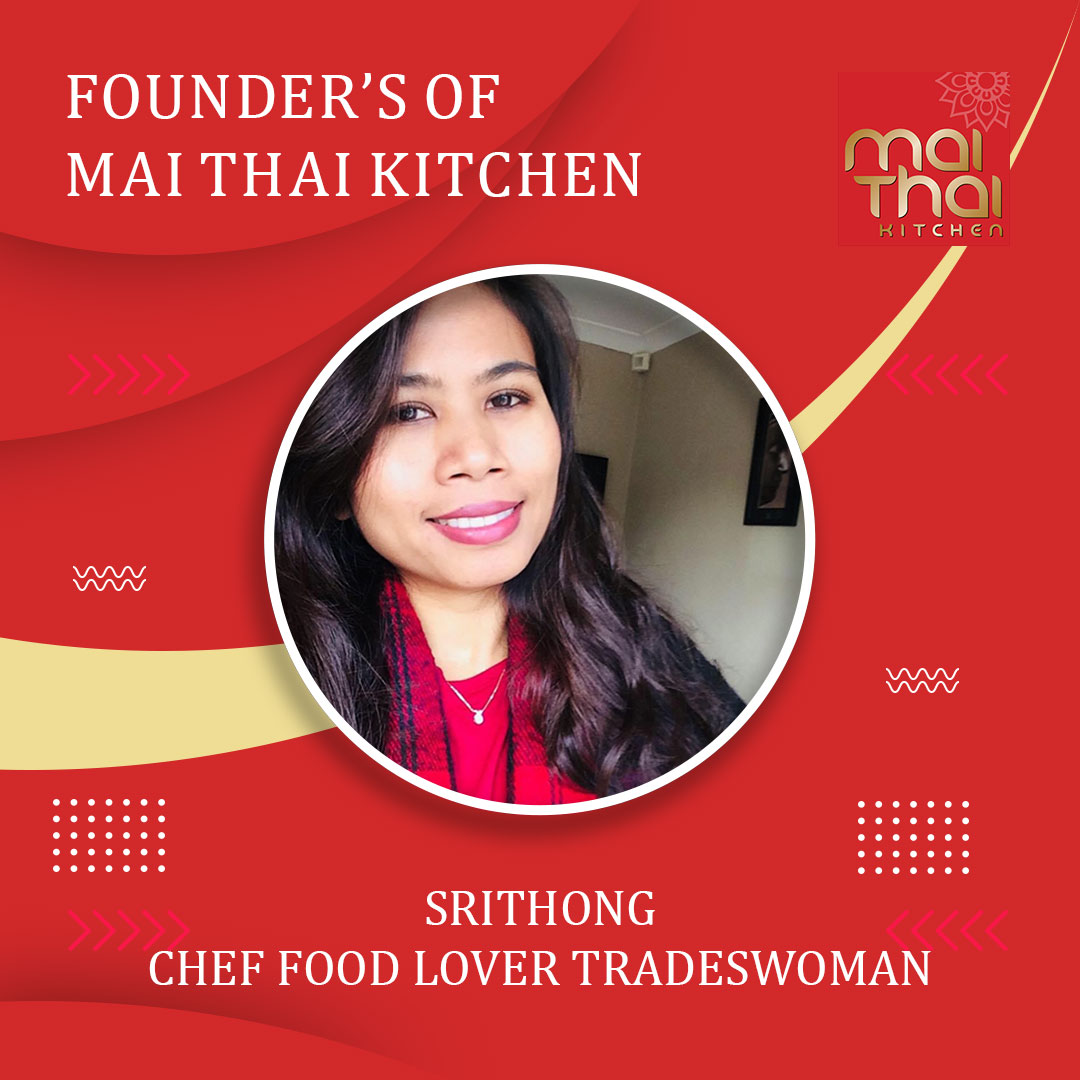 FOUNDER’S OF
MAI THAI KITCHEN
mai
Thai
KITCHEN
SRITHONG
CHEF FOOD LOVER TRADESWOMAN